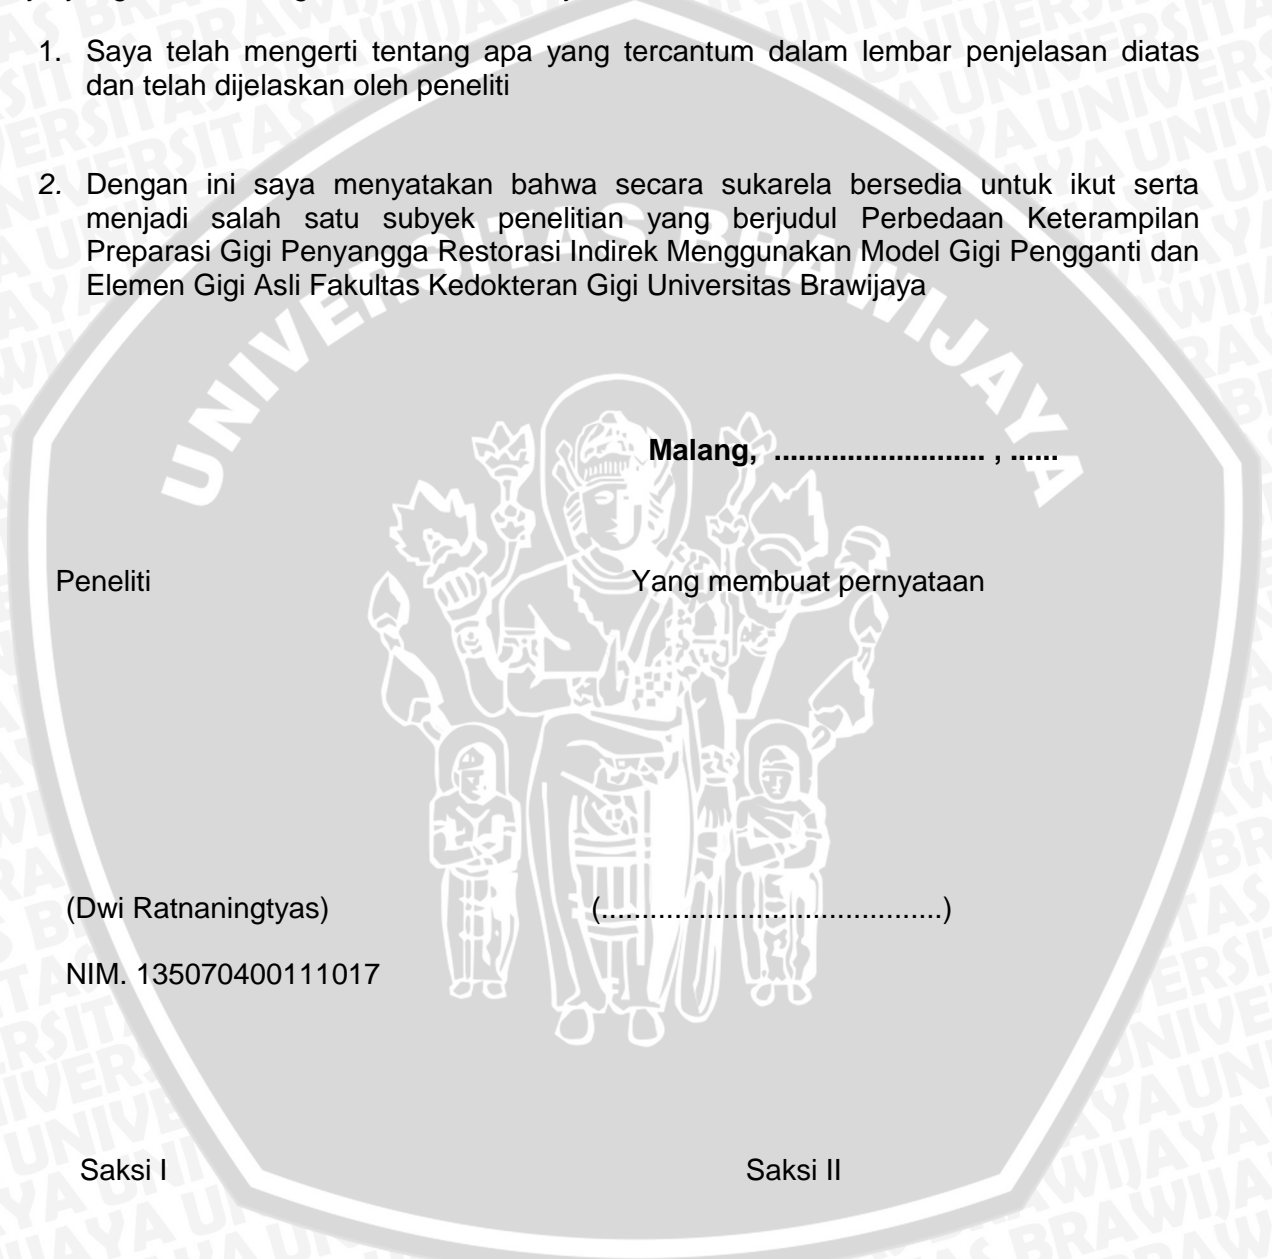 1. Saya telah mengerti tentang apa yang tercantum dalam lembar penjelasan diatas
dan telah dijelaskan oleh peneliti
2. Dengan ini saya menyatakan bahwa secara sukarela bersedia untuk ikut serta
menjadi salah satu subyek penelitian yang berjudul Perbedaan Keterampilan
Preparasi Gigi Penyangga Restorasi Indirek Menggunakan Model Gigi Pengganti dan
Elemen Gigi Asli Fakultas Kedokteran Gigi Universitas Brawijaya
UNIVERSITAS BRAWIJAYA
Malang, .......................... , ......
Peneliti Yang membuat pernyataan
(Dwi Ratnaningtyas) (..........................................)
NIM. 135070400111017
Saksi I Saksi II